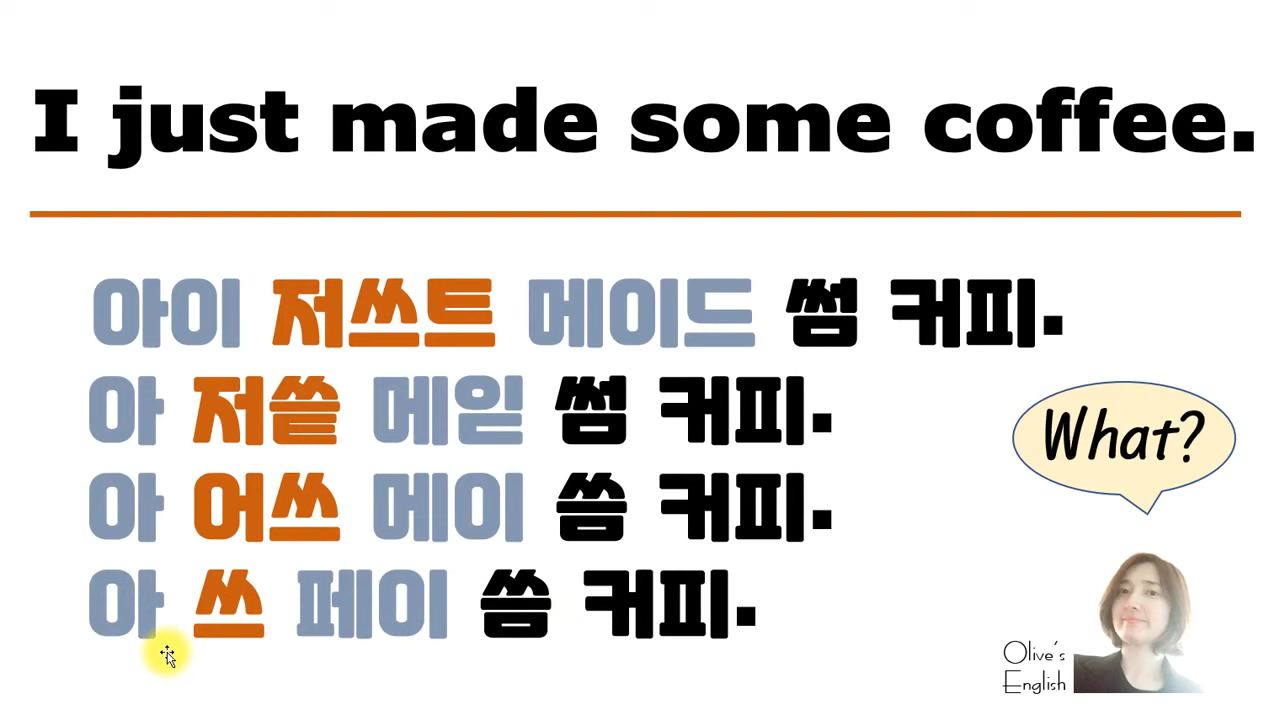 I just made some coffee.
아이 저쓰트 메이드 썸 커피.
아 저쏱 메읻 썸 커피.
아 어쓰 메이 씀 커피.
아 쓰 페이 씀 커피.
What?
Olive's
English